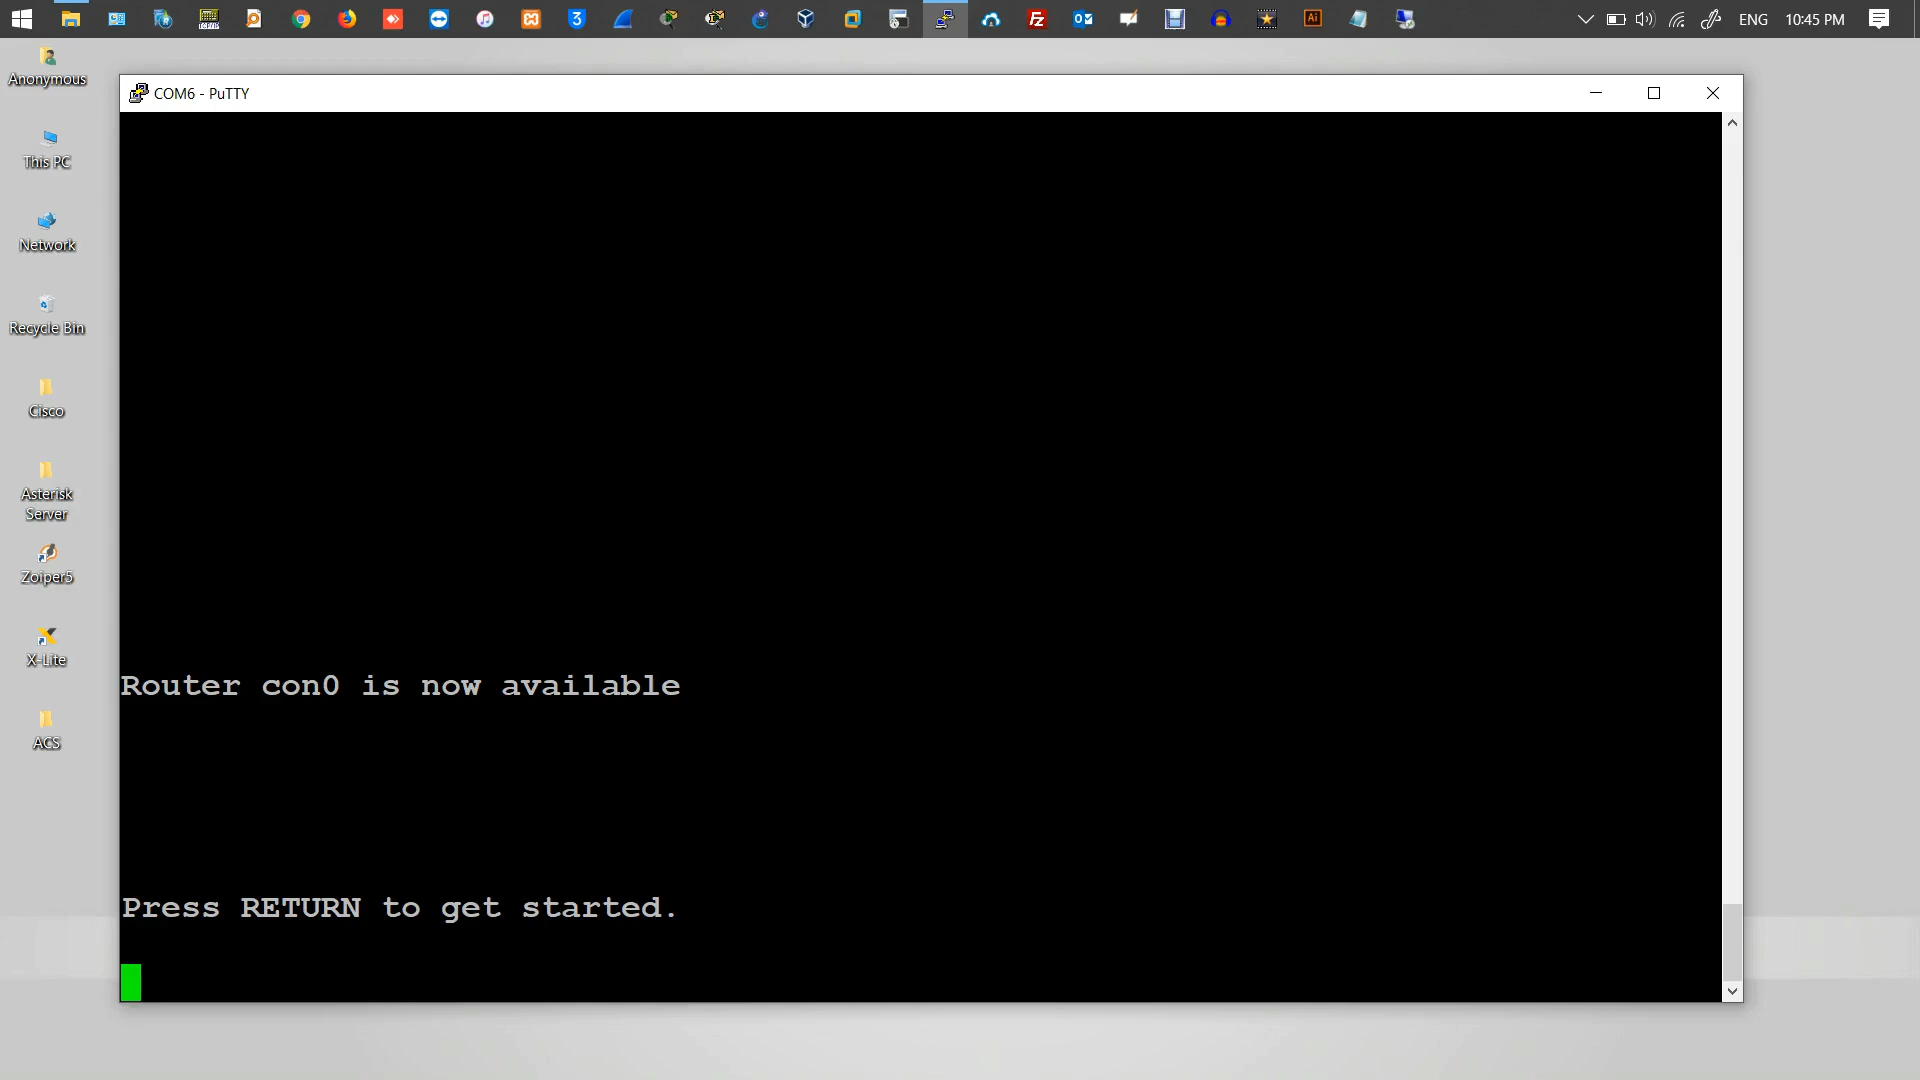 ENG
10:45 PM
Anonymous
COM6 - PuTTY
This PC
Network
Recycle Bin
Cisco
Asterisk
Server
Zoiper5
X-Lite
ACS
Router con0 is now available
Press RETURN to get started.